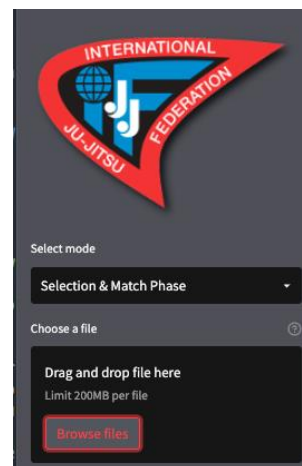 INTERNATIONAL
JJIF
JU-JITSU
FEDERATION
Select mode
Selection & Match Phase
Choose a file
Drag and drop file here
Limit 200MB per file
Browse files